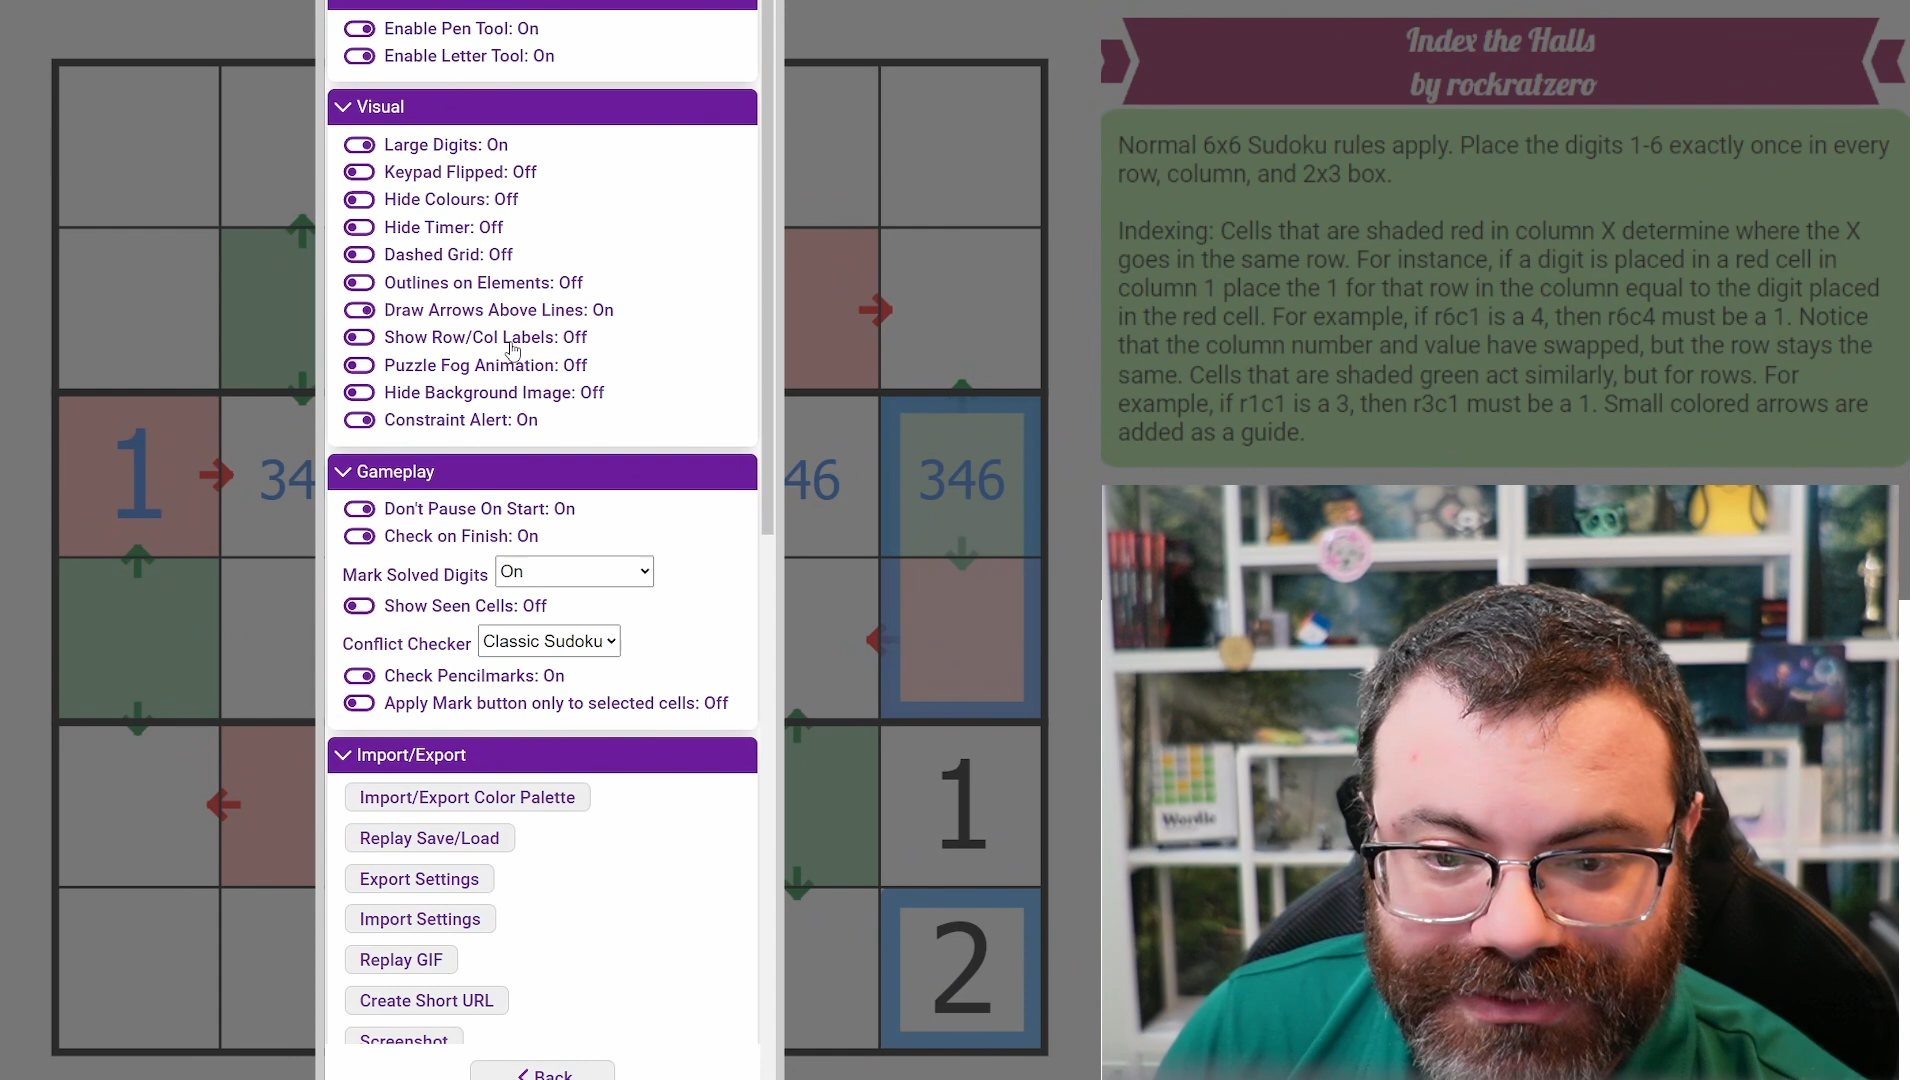 Enable Pen Tool: On
Enable Letter Tool: On
Visual
Large Digits: On
Keypad Flipped: Off
Hide Colours: Off
Hide Timer: Off
Dashed Grid: Off
Outlines on Elements: Off
Draw Arrows Above Lines: On
Show Row/Col Labels: Off
Puzzle Fog Animation: Off
Hide Background Image: Off
Constraint Alert: On
Gameplay
Don't Pause On Start: On
Check on Finish: On
Mark Solved Digits On
Show Seen Cells: Off
Conflict Checker Classic Sudoku
Check Pencilmarks: On
Apply Mark button only to selected cells: Off
Import/Export
Import/Export Color Palette
Replay Save/Load
Export Settings
Import Settings
Replay GIF
Create Short URL
Screenshot
Back
1
34
46
346
1
2
Index the Halls
by rockratzero
Normal 6x6 Sudoku rules apply. Place the digits 1-6 exactly once in every
row, column, and 2x3 box.
Indexing: Cells that are shaded red in column X determine where the X
goes in the same row. For instance, if a digit is placed in a red cell in
column 1 place the 1 for that row in the column equal to the digit placed
in the red cell. For example, if r6c1 is a 4, then r6c4 must be a 1. Notice
that the column number and value have swapped, but the row stays the
same. Cells that are shaded green act similarly, but for rows. For
example, if r1c1 is a 3, then r3c1 must be a 1. Small colored arrows are
added as a guide.
Wordle